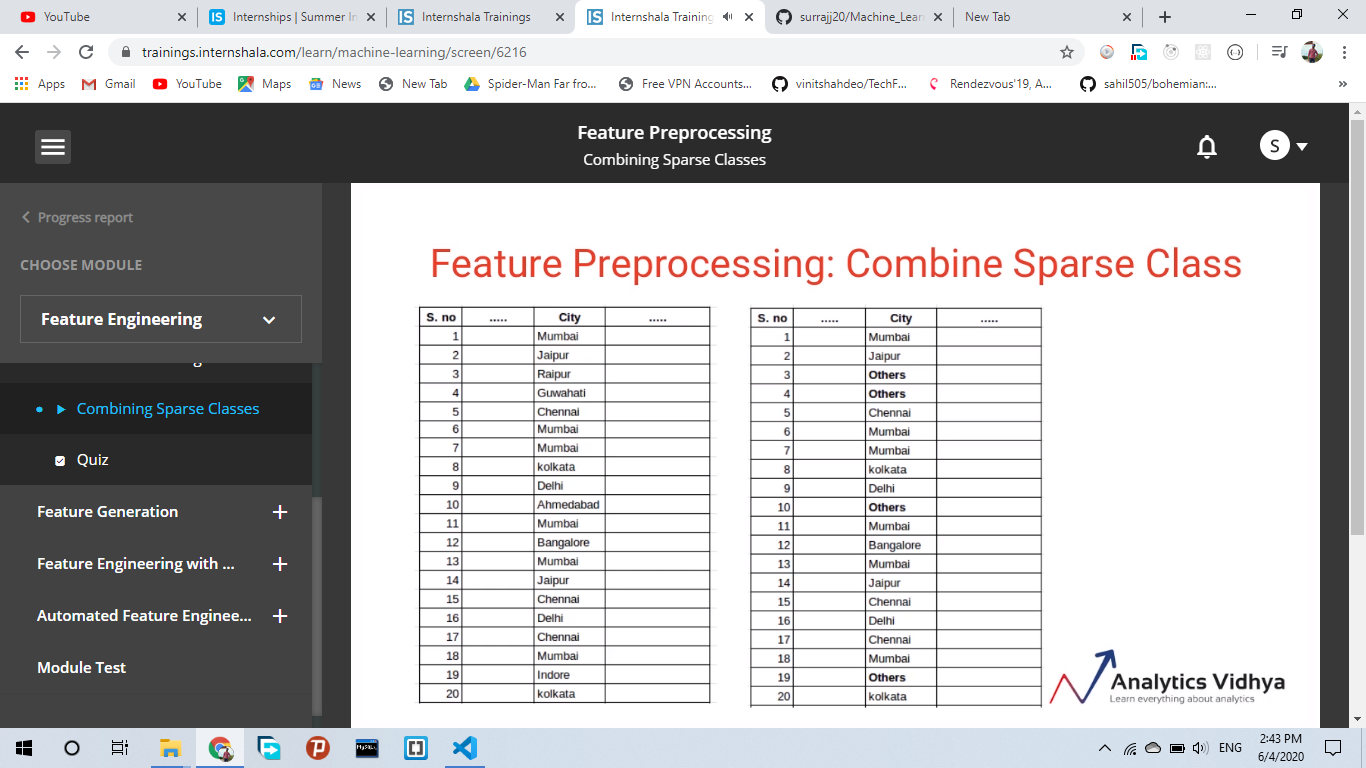 YouTube
Internships | Summer In
Internshala Trainings
Internshala Training
surrajj20/Machine_Lear
New Tab
trainings.internshala.com/learn/machine-learning/screen/6216
Apps Gmail YouTube Maps News New Tab Spider-Man Far fro... Free VPN Accounts... vinitshahdeo/TechF... Rendezvous'19, A... sahil505/bohemian:... »
Feature Preprocessing
Combining Sparse Classes
S
Progress report
CHOOSE MODULE
Feature Engineering
Combining Sparse Classes
Quiz
Feature Generation +
Feature Engineering with ... +
Automated Feature Enginee... +
Module Test
Feature Preprocessing: Combine Sparse Class
S. no ..... City .....
1 Mumbai
2 Jaipur
3 Raipur
4 Guwahati
5 Chennai
6 Mumbai
7 Mumbai
8 kolkata
9 Delhi
10 Ahmedabad
11 Mumbai
12 Bangalore
13 Mumbai
14 Jaipur
15 Chennai
16 Delhi
17 Chennai
18 Mumbai
19 Indore
20 kolkata
S. no ..... City .....
1 Mumbai
2 Jaipur
3 Others
4 Others
5 Chennai
6 Mumbai
7 Mumbai
8 kolkata
9 Delhi
10 Others
11 Mumbai
12 Bangalore
13 Mumbai
14 Jaipur
15 Chennai
16 Delhi
17 Chennai
18 Mumbai
19 Others
20 kolkata
Analytics Vidhya
Learn everything about analytics
ENG
2:43 PM
6/4/2020